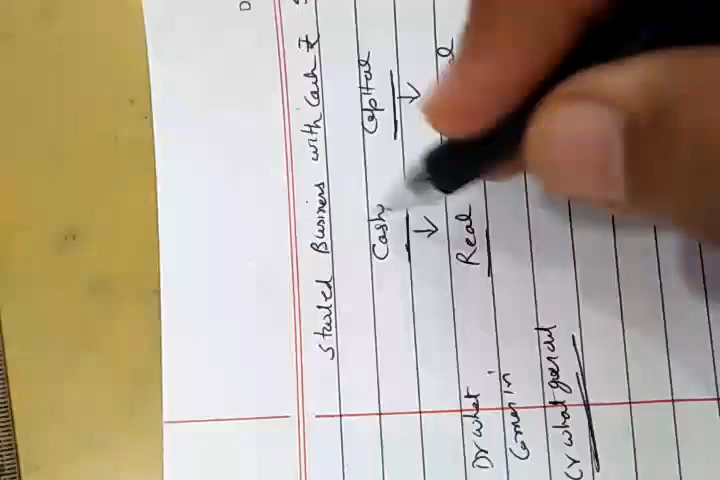 Started Business with Cash ₹
Cash Capital
↓ ↓
Real
Dr what
Comes in
Cr what goes out